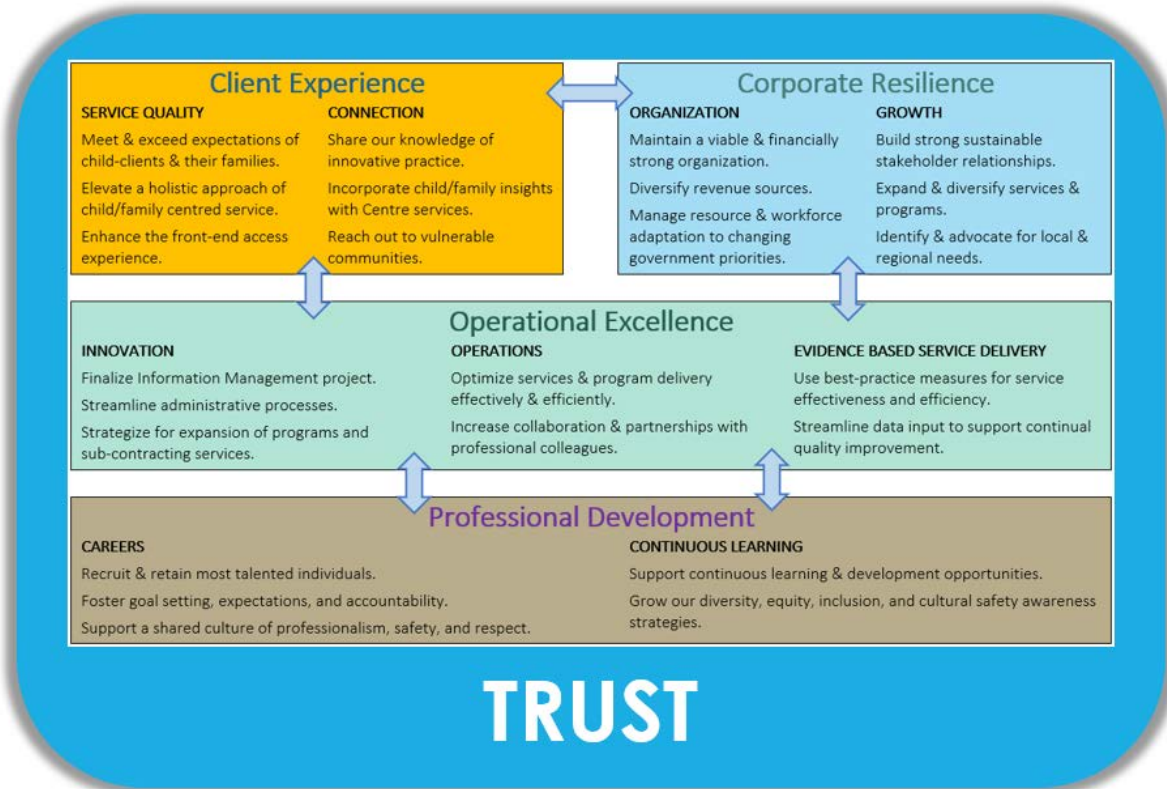 Client Experience
SERVICE QUALITY
Meet & exceed expectations of
child-clients & their families.
Elevate a holistic approach of
child/family centred service.
Enhance the front-end access
experience.
CONNECTION
Share our knowledge of
innovative practice.
Incorporate child/family insights
with Centre services.
Reach out to vulnerable
communities.
Corporate Resilience
ORGANIZATION
Maintain a viable & financially
strong organization.
Diversify revenue sources.
Manage resource & workforce
adaptation to changing
government priorities.
GROWTH
Build strong sustainable
stakeholder relationships.
Expand & diversify services &
programs.
Identify & advocate for local &
regional needs.
Operational Excellence
INNOVATION
Finalize Information Management project.
Streamline administrative processes.
Strategize for expansion of programs and
sub-contracting services.
OPERATIONS
Optimize services & program delivery
effectively & efficiently.
Increase collaboration & partnerships with
professional colleagues.
EVIDENCE BASED SERVICE DELIVERY
Use best-practice measures for service
effectiveness and efficiency.
Streamline data input to support continual
quality improvement.
Professional Development
CAREERS
Recruit & retain most talented individuals.
Foster goal setting, expectations, and accountability.
Support a shared culture of professionalism, safety, and respect.
CONTINUOUS LEARNING
Support continuous learning & development opportunities.
Grow our diversity, equity, inclusion, and cultural safety awareness
strategies.
TRUST